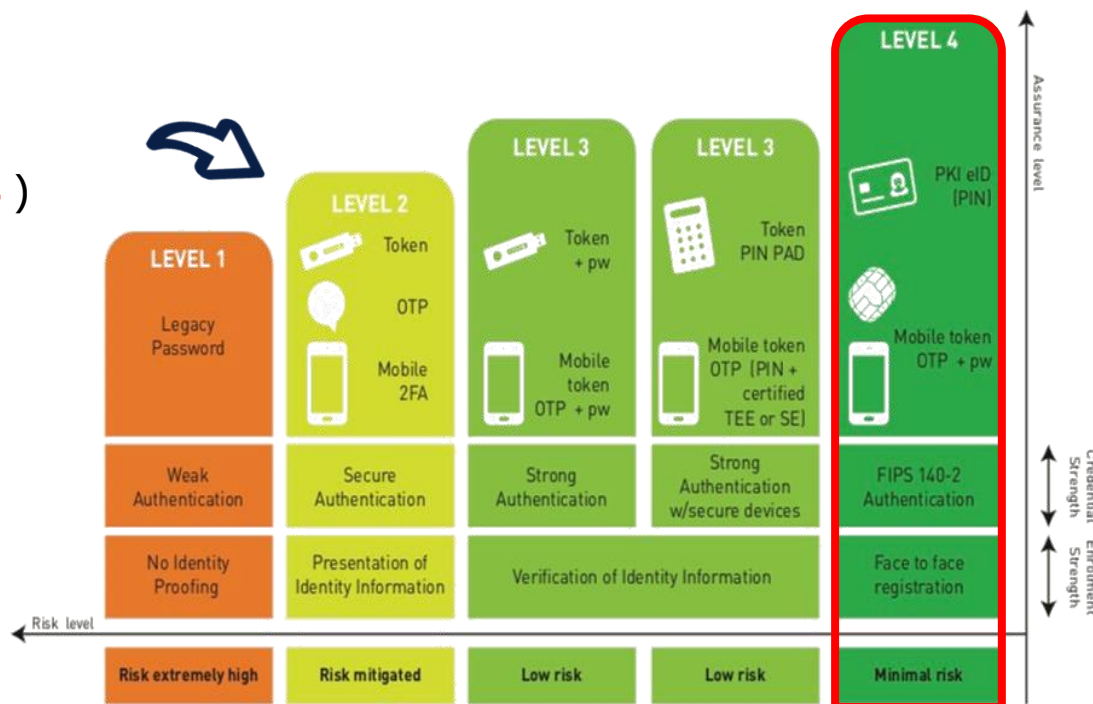 )
LEVEL 1
Legacy
Password
Weak
Authentication
No Identity
Proofing
Risk extremely high
LEVEL 2
Token
OTP
Mobile
2FA
Secure
Authentication
Presentation of
Identity Information
Risk mitigated
LEVEL 3
Token
+ pw
Mobile
token
OTP + pw
Strong
Authentication
LEVEL 3
Token
PIN PAD
Mobile token
OTP (PIN +
certified
TEE or SE)
Strong
Authentication
w/secure devices
Verification of Identity Information
Low risk
Low risk
LEVEL 4
PKI eID
(PIN)
Mobile token
OTP + pw
FIPS 140-2
Authentication
Face to face
registration
Minimal risk
Assurance level
Credential
Strength
Enrolment
Strength
Risk level